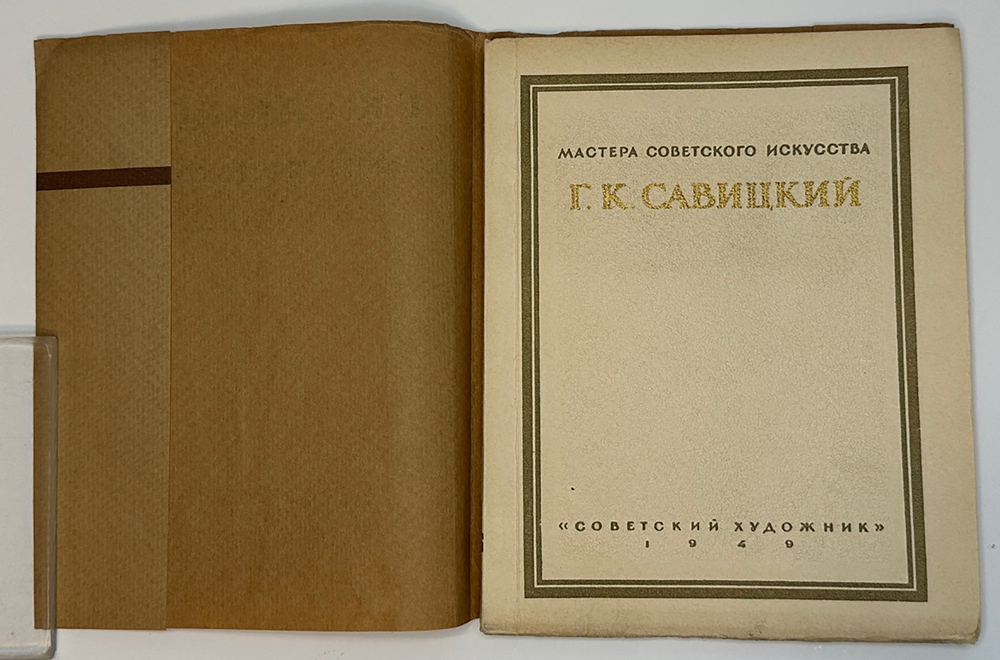 МАСТЕРА СОВЕТСКОГО ИСКУССТВА
Г. К. САВИЦКИЙ
«СОВЕТСКИЙ ХУДОЖНИК»
1949